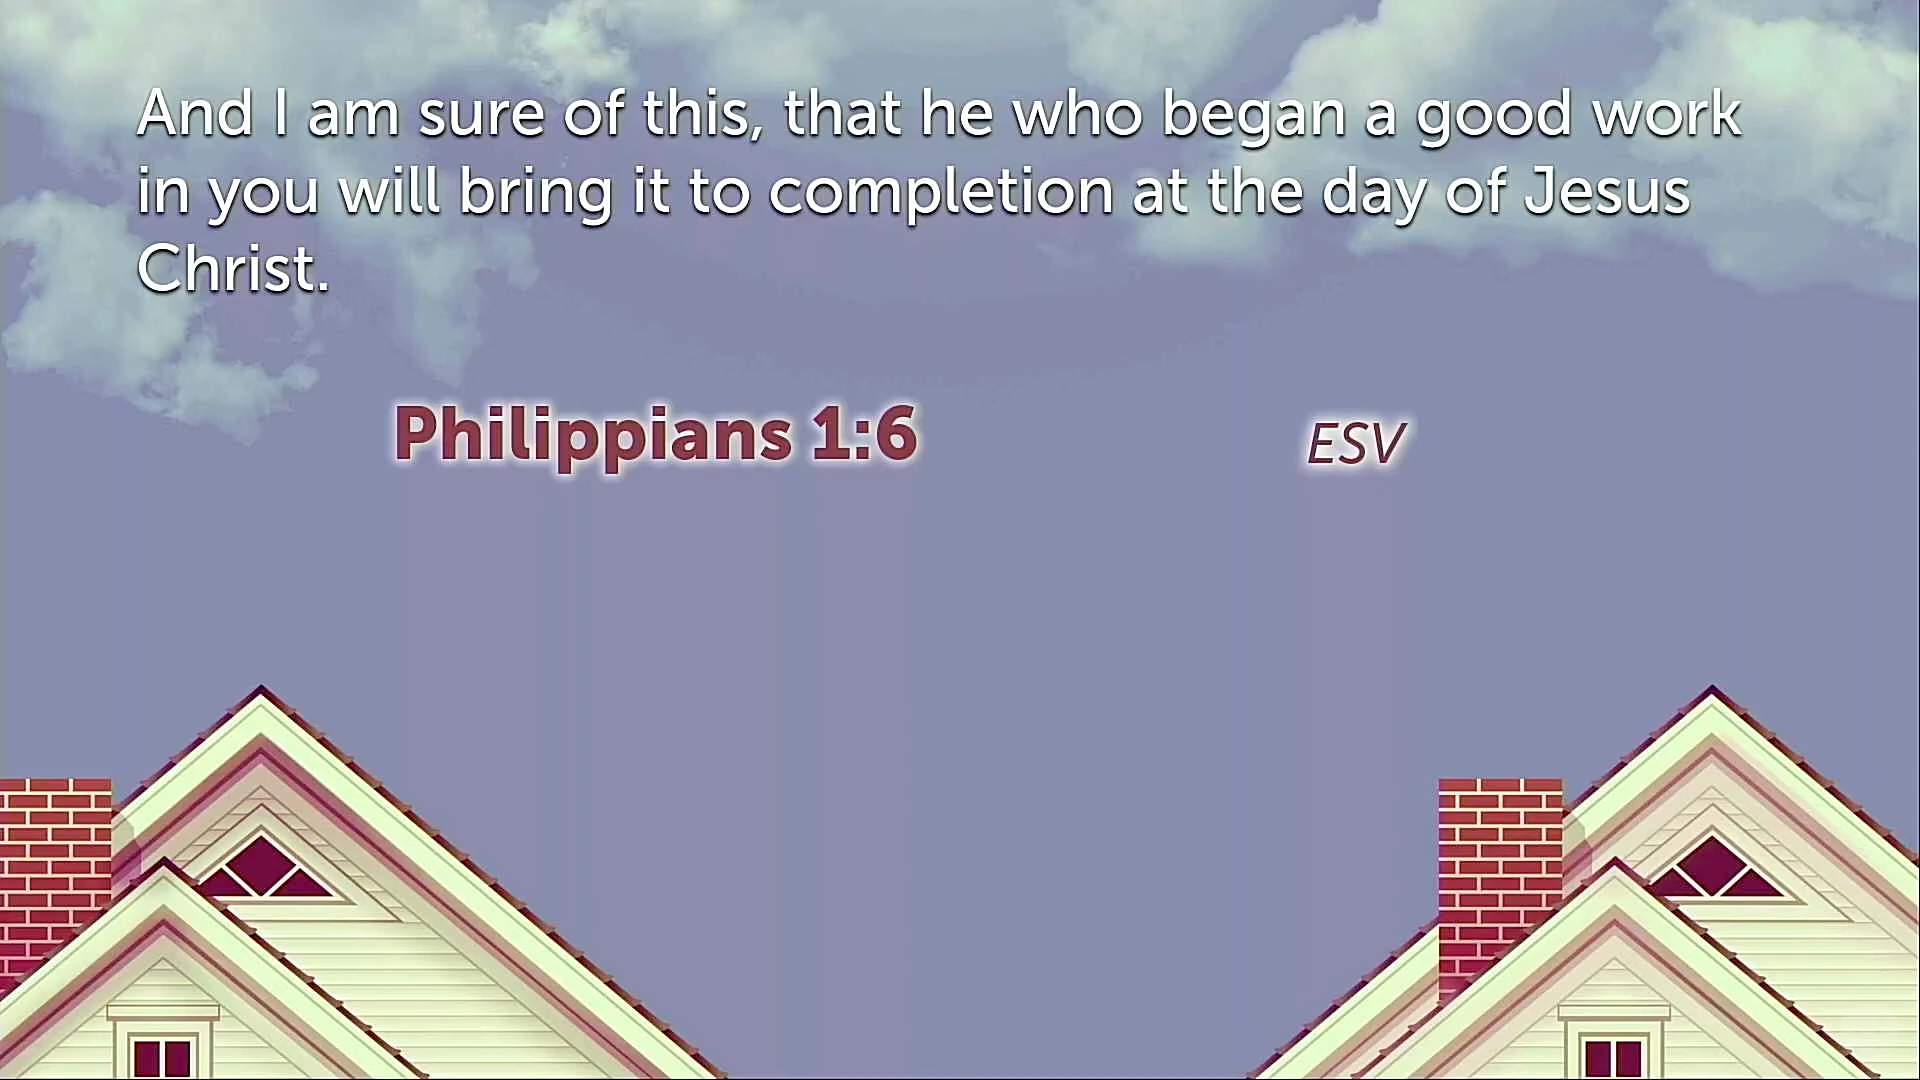 And I am sure of this, that he who began a good work
in you will bring it to completion at the day of Jesus
Christ.
Philippians 1:6
ESV